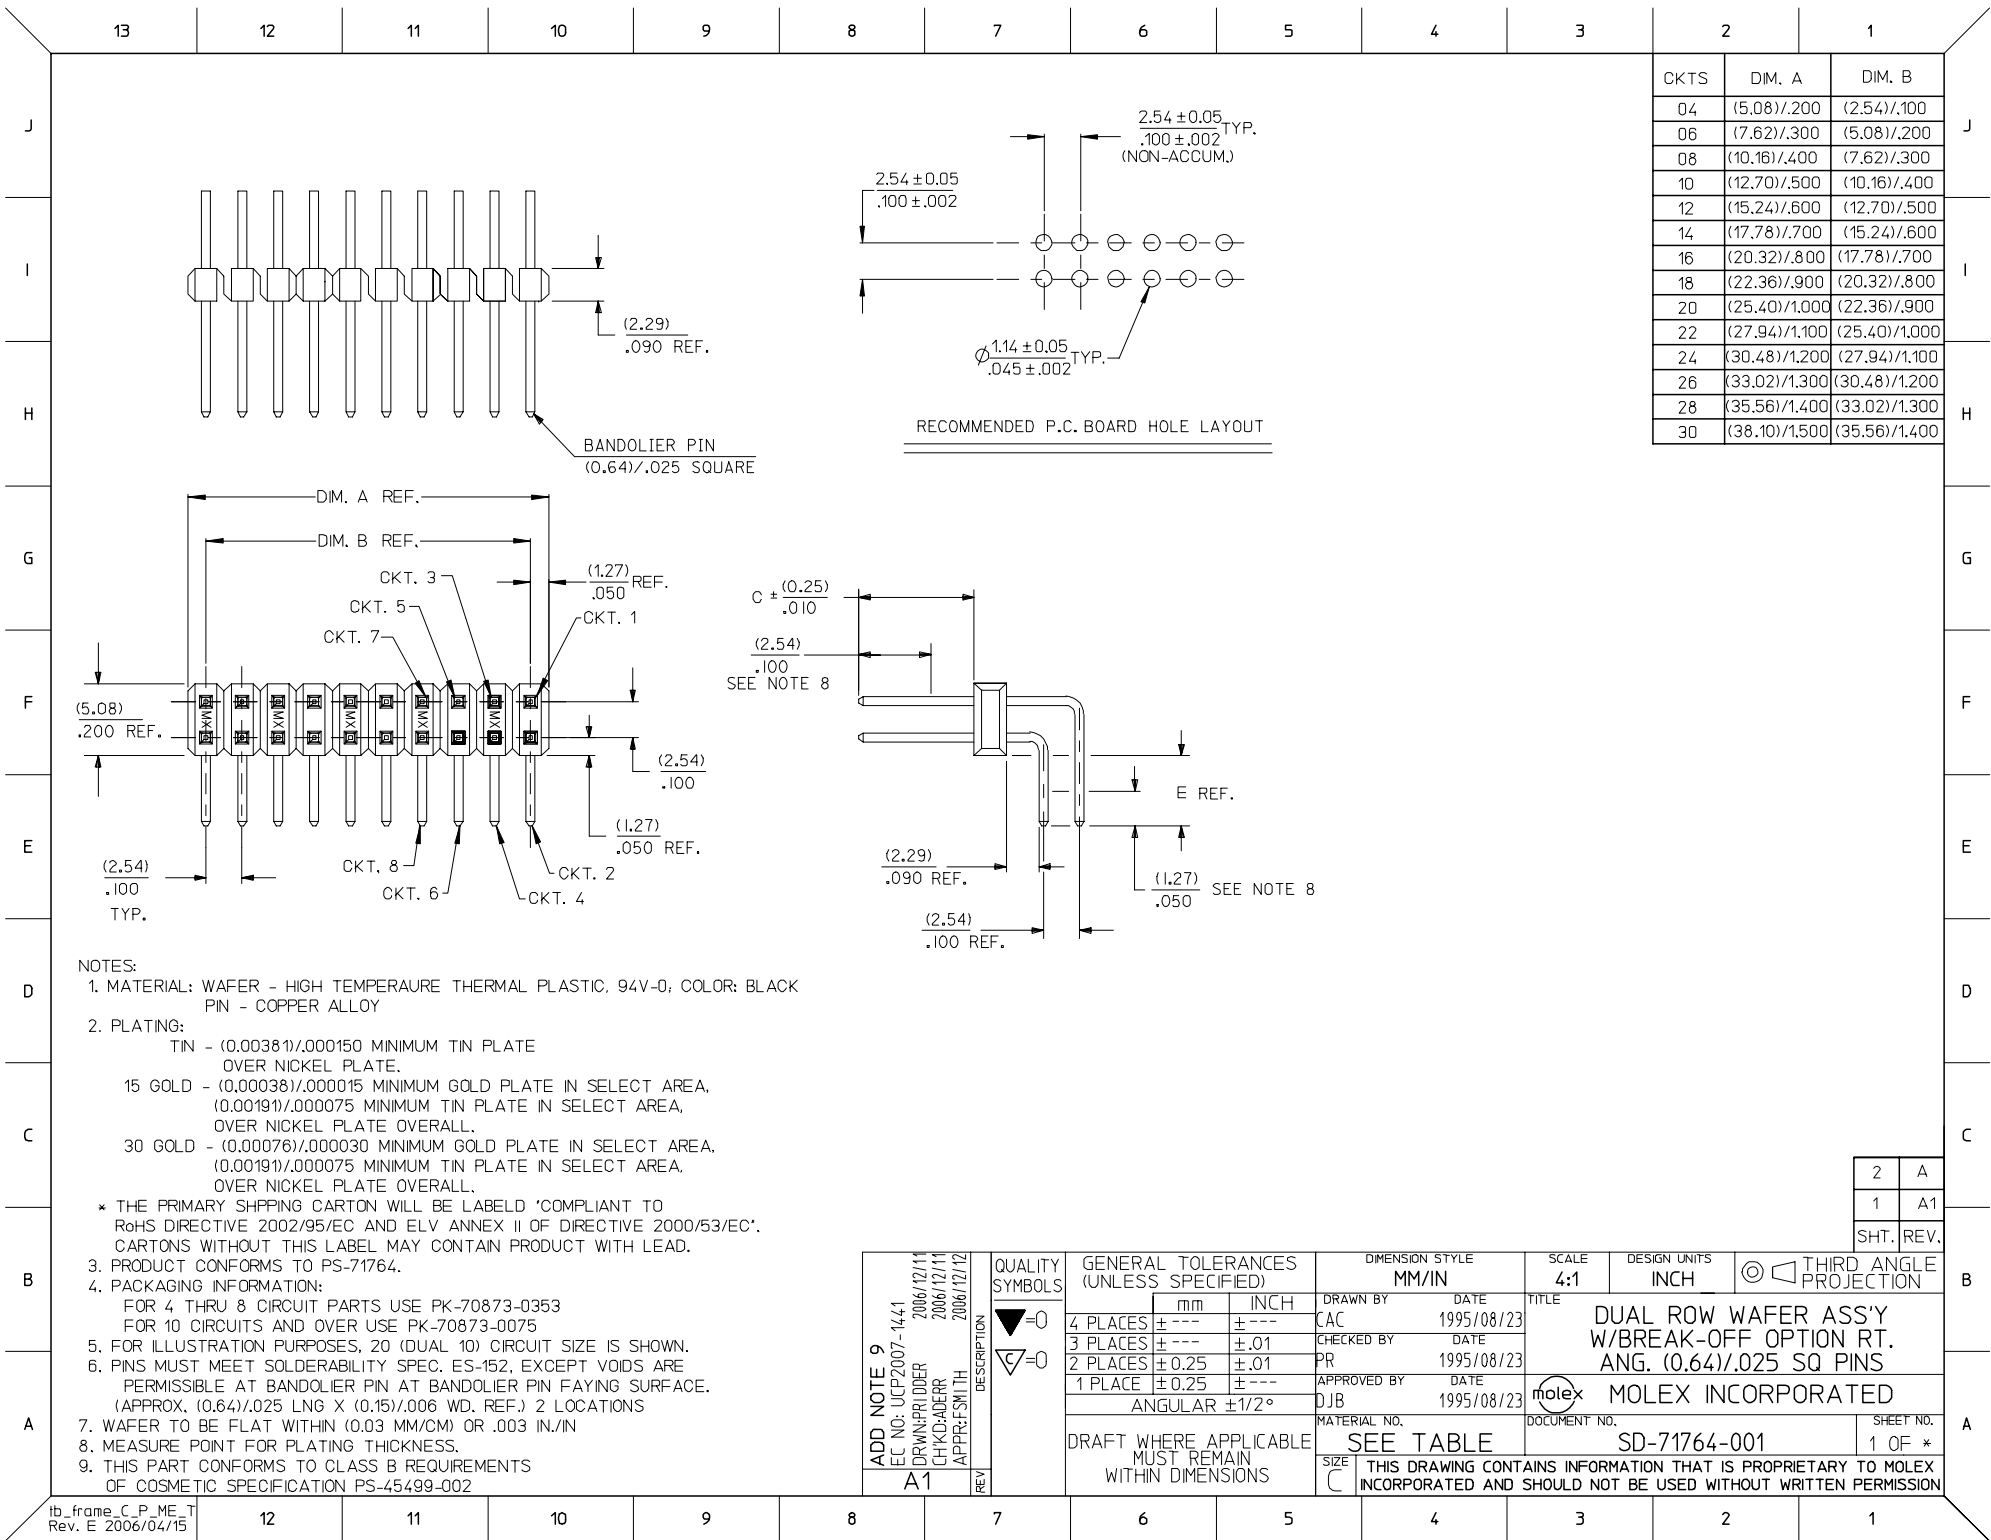 13 12 11 10 9 8 7 6 5 4 3 2 1
J
I
H
G
F
E
D
C
B
A
CKTS DIM. A DIM. B
04 (5.08)/.200 (2.54)/.100
06 (7.62)/.300 (5.08)/.200
08 (10.16)/.400 (7.62)/.300
10 (12.70)/.500 (10.16)/.400
12 (15.24)/.600 (12.70)/.500
14 (17.78)/.700 (15.24)/.600
16 (20.32)/.800 (17.78)/.700
18 (22.36)/.900 (20.32)/.800
20 (25.40)/1.000 (22.36)/.900
22 (27.94)/1.100 (25.40)/1.000
24 (30.48)/1.200 (27.94)/1.100
26 (33.02)/1.300 (30.48)/1.200
28 (35.56)/1.400 (33.02)/1.300
30 (38.10)/1.500 (35.56)/1.400
J
I
H
G
F
E
D
C
B
A
(2.29)
.090 REF.
BANDOLIER PIN
(0.64)/.025 SQUARE
2.54±0.05
.100±.002
TYP.
(NON-ACCUM.)
2.54±0.05
.100±.002
Ø 1.14±0.05
.045±.002
TYP.
RECOMMENDED P.C. BOARD HOLE LAYOUT
DIM. A REF.
DIM. B REF.
(1.27)
.050
REF.
CKT. 3
CKT. 5
CKT. 7
CKT. 1
(5.08)
.200 REF.
MX MX MX MX
(2.54)
.100
(1.27)
.050 REF.
CKT. 8
CKT. 6
CKT. 2
CKT. 4
(2.54)
.100
TYP.
C ± (0.25)
.010
(2.54)
.100
SEE NOTE 8
E REF.
(2.29)
.090 REF.
(1.27)
.050
SEE NOTE 8
(2.54)
.100 REF.
NOTES:
1. MATERIAL: WAFER - HIGH TEMPERAURE THERMAL PLASTIC, 94V-0; COLOR: BLACK
PIN - COPPER ALLOY
2. PLATING:
TIN - (0.00381)/.000150 MINIMUM TIN PLATE
OVER NICKEL PLATE.
15 GOLD - (0.00038)/.000015 MINIMUM GOLD PLATE IN SELECT AREA,
(0.00191)/.000075 MINIMUM TIN PLATE IN SELECT AREA,
OVER NICKEL PLATE OVERALL.
30 GOLD - (0.00076)/.000030 MINIMUM GOLD PLATE IN SELECT AREA,
(0.00191)/.000075 MINIMUM TIN PLATE IN SELECT AREA,
OVER NICKEL PLATE OVERALL.
* THE PRIMARY SHPPING CARTON WILL BE LABELD "COMPLIANT TO
RoHS DIRECTIVE 2002/95/EC AND ELV ANNEX II OF DIRECTIVE 2000/53/EC".
CARTONS WITHOUT THIS LABEL MAY CONTAIN PRODUCT WITH LEAD.
3. PRODUCT CONFORMS TO PS-71764.
4. PACKAGING INFORMATION:
FOR 4 THRU 8 CIRCUIT PARTS USE PK-70873-0353
FOR 10 CIRCUITS AND OVER USE PK-70873-0075
5. FOR ILLUSTRATION PURPOSES, 20 (DUAL 10) CIRCUIT SIZE IS SHOWN.
6. PINS MUST MEET SOLDERABILITY SPEC. ES-152, EXCEPT VOIDS ARE
PERMISSIBLE AT BANDOLIER PIN AT BANDOLIER PIN FAYING SURFACE.
(APPROX. (0.64)/.025 LNG X (0.15)/.006 WD. REF.) 2 LOCATIONS
7. WAFER TO BE FLAT WITHIN (0.03 MM/CM) OR .003 IN./IN
8. MEASURE POINT FOR PLATING THICKNESS.
9. THIS PART CONFORMS TO CLASS B REQUIREMENTS
OF COSMETIC SPECIFICATION PS-45499-002
2 A
1 A1
SHT. REV.
ADD NOTE 9
EC NO: UCP2007-1441
DRWN:PRIDDER 2006/12/11
CH'KD:ADERR 2006/12/11
APPR:FSMITH 2006/12/12
A1
DESCRIPTION
REV
QUALITY
SYMBOLS
=0
C =0
GENERAL TOLERANCES
(UNLESS SPECIFIED)
mm INCH
4 PLACES ± --- ± ---
3 PLACES ± --- ±.01
2 PLACES ±0.25 ±.01
1 PLACE ±0.25 ± ---
ANGULAR ±1/2°
DRAFT WHERE APPLICABLE
MUST REMAIN
WITHIN DIMENSIONS
DIMENSION STYLE
MM/IN
SCALE
4:1
DESIGN UNITS
INCH
THIRD ANGLE
PROJECTION
DRAWN BY DATE
CAC 1995/08/23
CHECKED BY DATE
PR 1995/08/23
APPROVED BY DATE
DJB 1995/08/23
TITLE
DUAL ROW WAFER ASS'Y
W/BREAK-OFF OPTION RT.
ANG. (0.64)/.025 SQ PINS
molex MOLEX INCORPORATED
MATERIAL NO.
SEE TABLE
DOCUMENT NO.
SD-71764-001
SHEET NO.
1 OF *
SIZE
C
THIS DRAWING CONTAINS INFORMATION THAT IS PROPRIETARY TO MOLEX
INCORPORATED AND SHOULD NOT BE USED WITHOUT WRITTEN PERMISSION
tb_frame_C_P_ME_T
Rev. E 2006/04/15
12 11 10 9 8 7 6 5 4 3 2 1